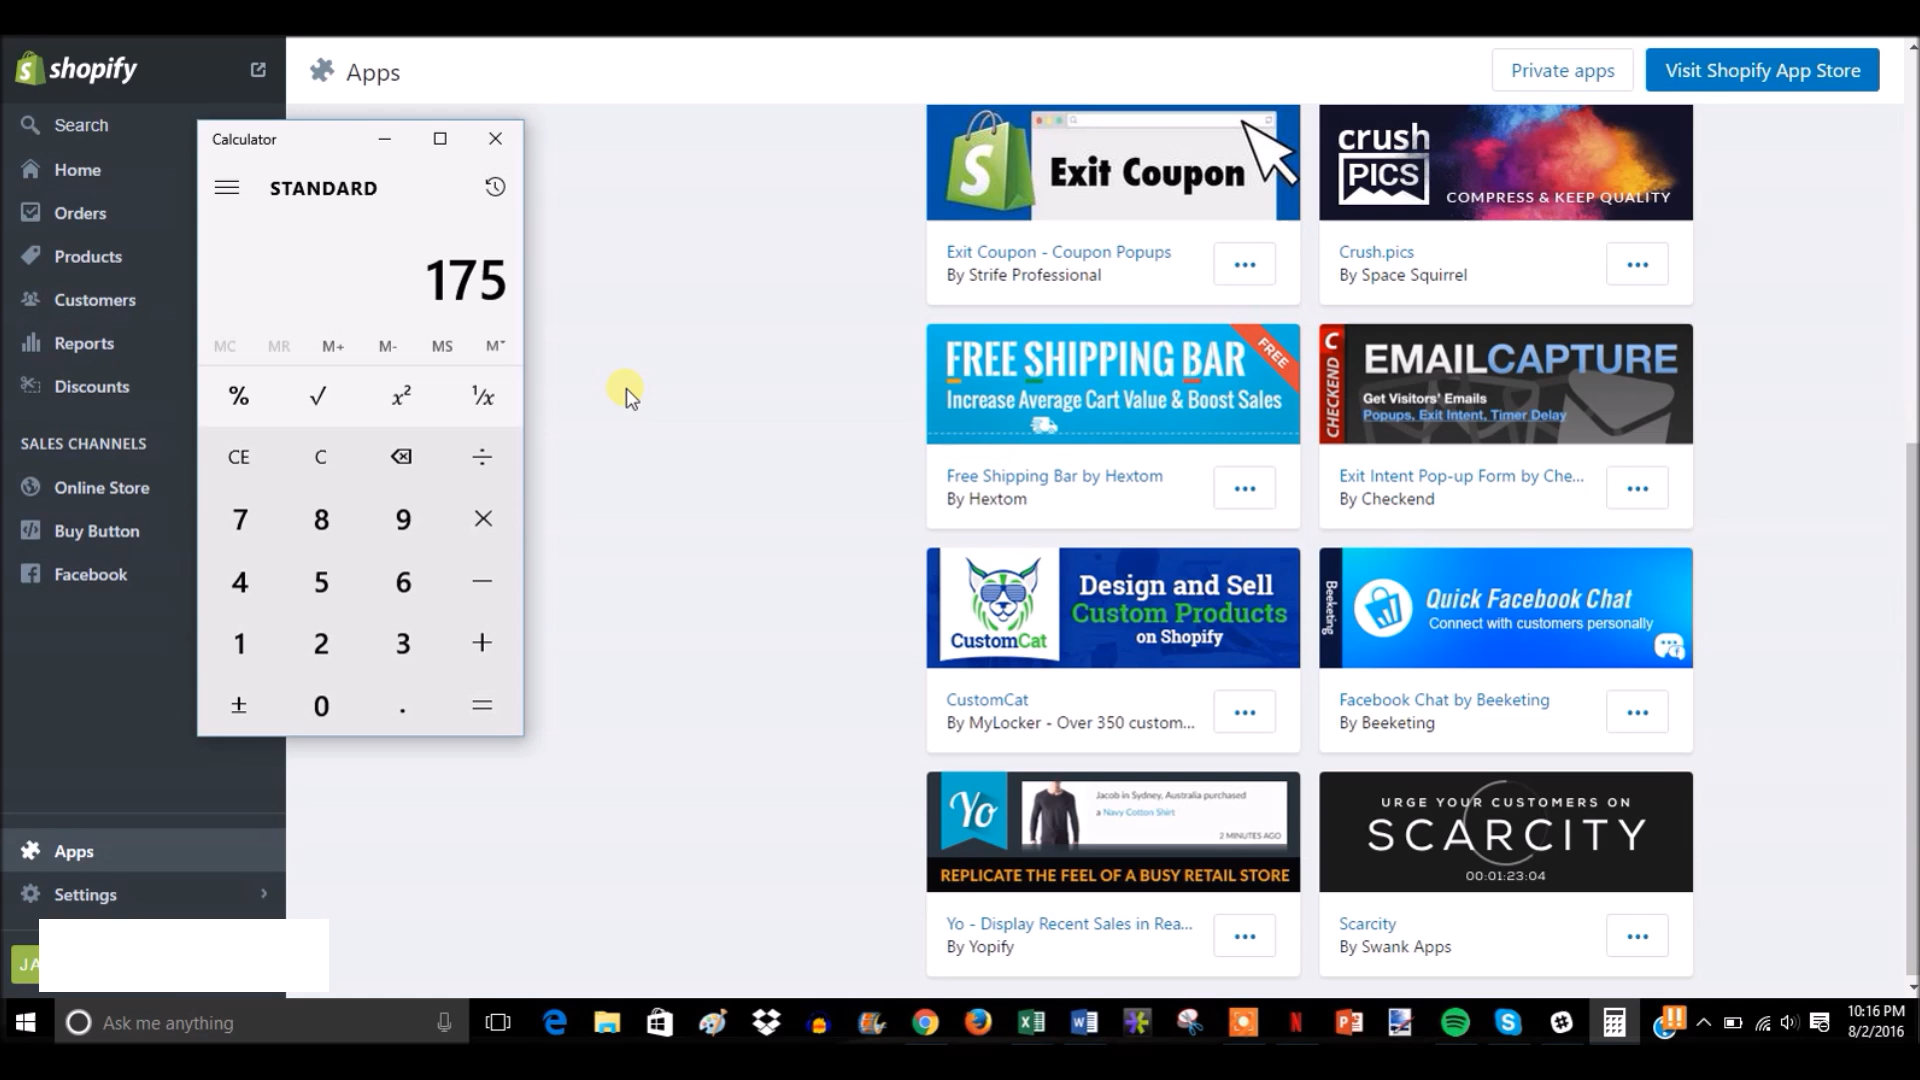 shopify
Apps
Private apps
Visit Shopify App Store
Search
Home
Orders
Products
Customers
Reports
Discounts
SALES CHANNELS
Online Store
Buy Button
Facebook
Apps
Settings
JA
Calculator
STANDARD
175
MC MR M+ M- MS M˅
% √ x² ¹/x
CE C ÷
7 8 9 ×
4 5 6 −
1 2 3 +
± 0 . =
Exit Coupon
Exit Coupon - Coupon Popups
By Strife Professional
crush
PICS
COMPRESS & KEEP QUALITY
Crush.pics
By Space Squirrel
FREE SHIPPING BAR
FREE
Increase Average Cart Value & Boost Sales
Free Shipping Bar by Hextom
By Hextom
CHECKEND
EMAILCAPTURE
Get Visitors' Emails
Popups, Exit Intent, Timer Delay
Exit Intent Pop-up Form by Che...
By Checkend
CustomCat
Design and Sell
Custom Products
on Shopify
CustomCat
By MyLocker - Over 350 custom...
Beeketing
Quick Facebook Chat
Connect with customers personally
Facebook Chat by Beeketing
By Beeketing
Yo
Jacob in Sydney, Australia purchased
a Navy Cotton Shirt
2 MINUTES AGO
REPLICATE THE FEEL OF A BUSY RETAIL STORE
Yo - Display Recent Sales in Rea...
By Yopify
URGE YOUR CUSTOMERS ON
SCARCITY
00:01:23:04
Scarcity
By Swank Apps
Ask me anything
10:16 PM
8/2/2016